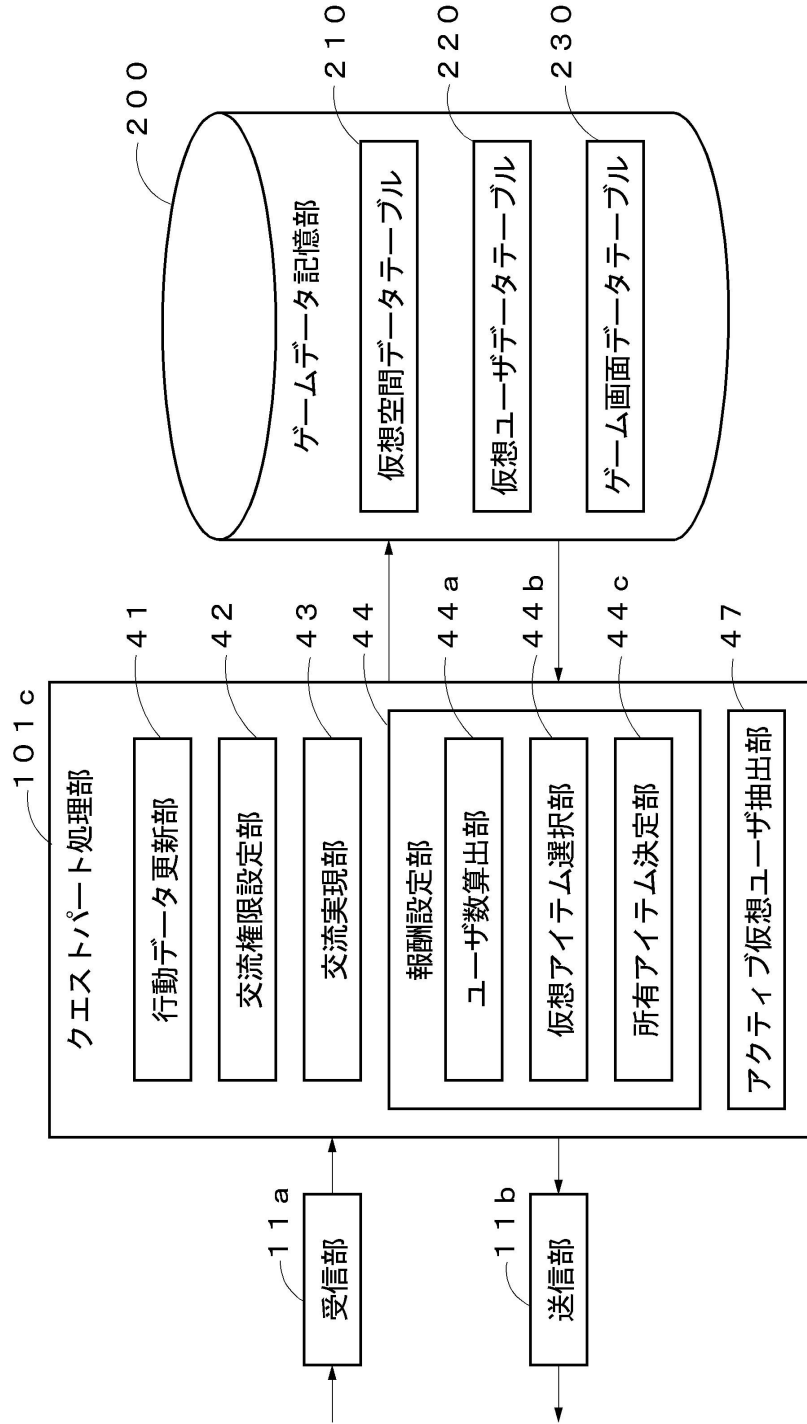 101c
クエストパート処理部
行動データ更新部
41
交流権限設定部
42
交流実現部
43
報酬設定部
44
ユーザ数算出部
44a
仮想アイテム選択部
44b
所有アイテム決定部
44c
アクティブ仮想ユーザ抽出部
47
受信部
11a
送信部
11b
200
ゲームデータ記憶部
仮想空間データテーブル
210
仮想ユーザデータテーブル
220
ゲーム画面データテーブル
230